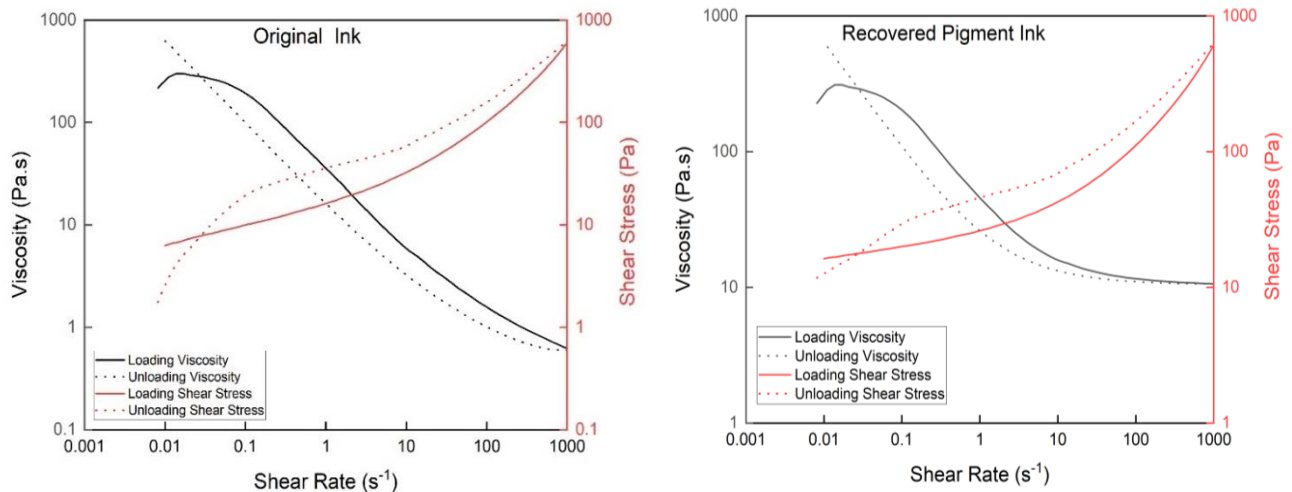 Original Ink
Viscosity (Pa.s)
1000
100
10
1
0.1
Shear Stress (Pa)
1000
100
10
1
0.1
Loading Viscosity
Unloading Viscosity
Loading Shear Stress
Unloading Shear Stress
0.001 0.01 0.1 1 10 100 1000
Shear Rate (s⁻¹)
Recovered Pigment Ink
Viscosity (Pa.s)
1000
100
10
1
Shear Stress (Pa)
1000
100
10
1
Loading Viscosity
Unloading Viscosity
Loading Shear Stress
Unloading Shear Stress
0.001 0.01 0.1 1 10 100 1000
Shear Rate (s⁻¹)